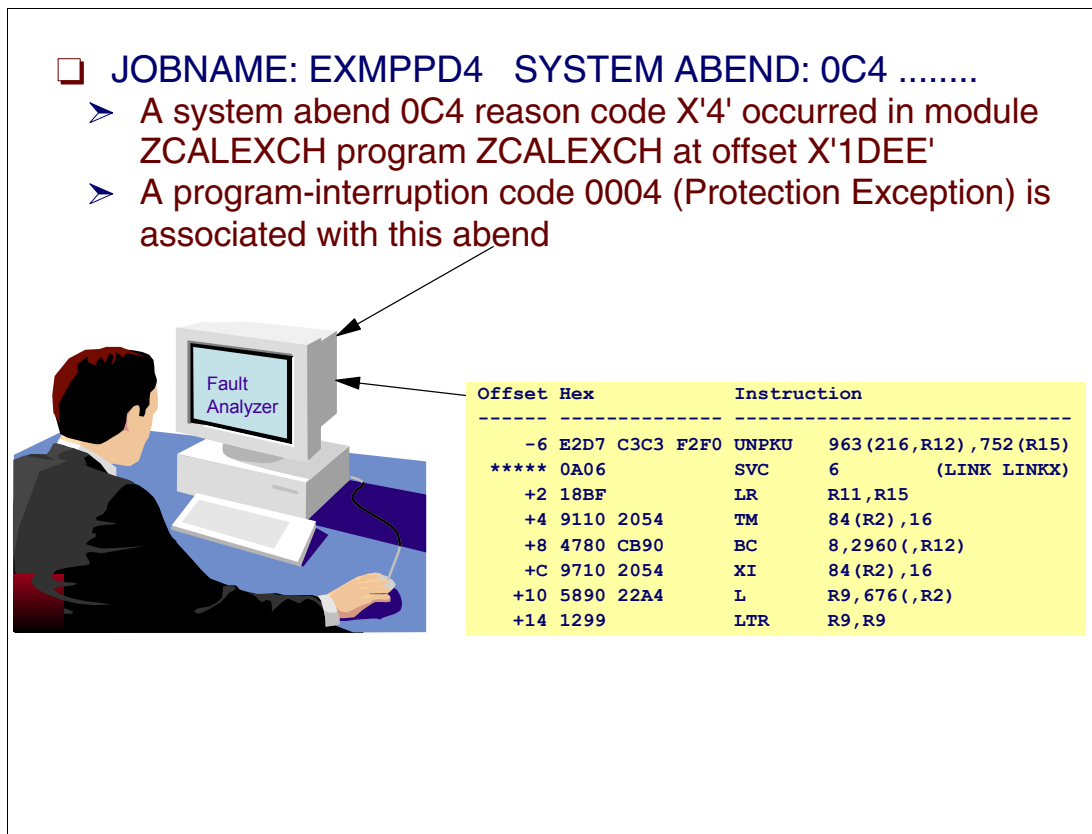 ❑ JOBNAME: EXMPPD4 SYSTEM ABEND: 0C4 ........
➢ A system abend 0C4 reason code X'4' occurred in module
ZCALEXCH program ZCALEXCH at offset X'1DEE'
➢ A program-interruption code 0004 (Protection Exception) is
associated with this abend
Fault
Analyzer
Offset Hex            Instruction
------ -------------- -----------------------------
    -6 E2D7 C3C3 F2F0 UNPKU   963(216,R12),752(R15)
 ***** 0A06           SVC     6        (LINK LINKX)
    +2 18BF           LR      R11,R15
    +4 9110 2054      TM      84(R2),16
    +8 4780 CB90      BC      8,2960(,R12)
    +C 9710 2054      XI      84(R2),16
   +10 5890 22A4      L       R9,676(,R2)
   +14 1299           LTR     R9,R9